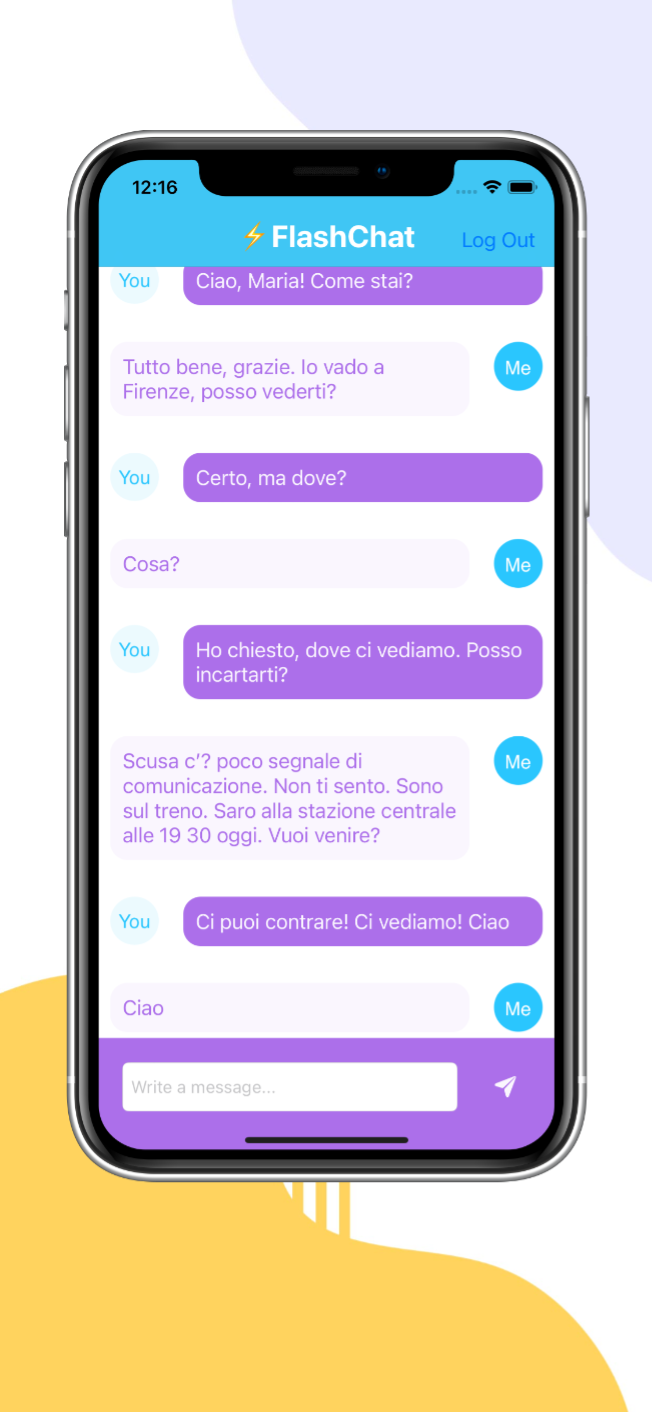 12:16
⚡FlashChat
Log Out
You
Ciao, Maria! Come stai?
Tutto bene, grazie. Io vado a
Firenze, posso vederti?
Me
You
Certo, ma dove?
Cosa?
Me
You
Ho chiesto, dove ci vediamo. Posso
incartarti?
Scusa c’? poco segnale di
comunicazione. Non ti sento. Sono
sul treno. Saro alla stazione centrale
alle 19 30 oggi. Vuoi venire?
Me
You
Ci puoi contrare! Ci vediamo! Ciao
Ciao
Me
Write a message...